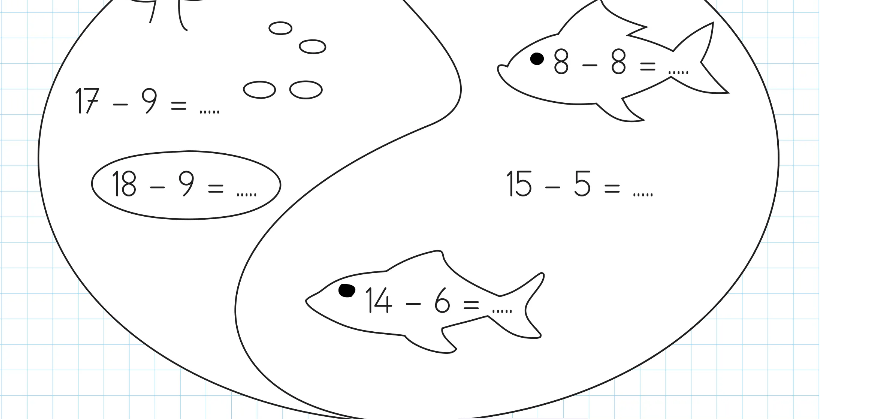 8 – 8 = .....
17 – 9 = .....
18 – 9 = .....
15 – 5 = .....
14 – 6 = .....